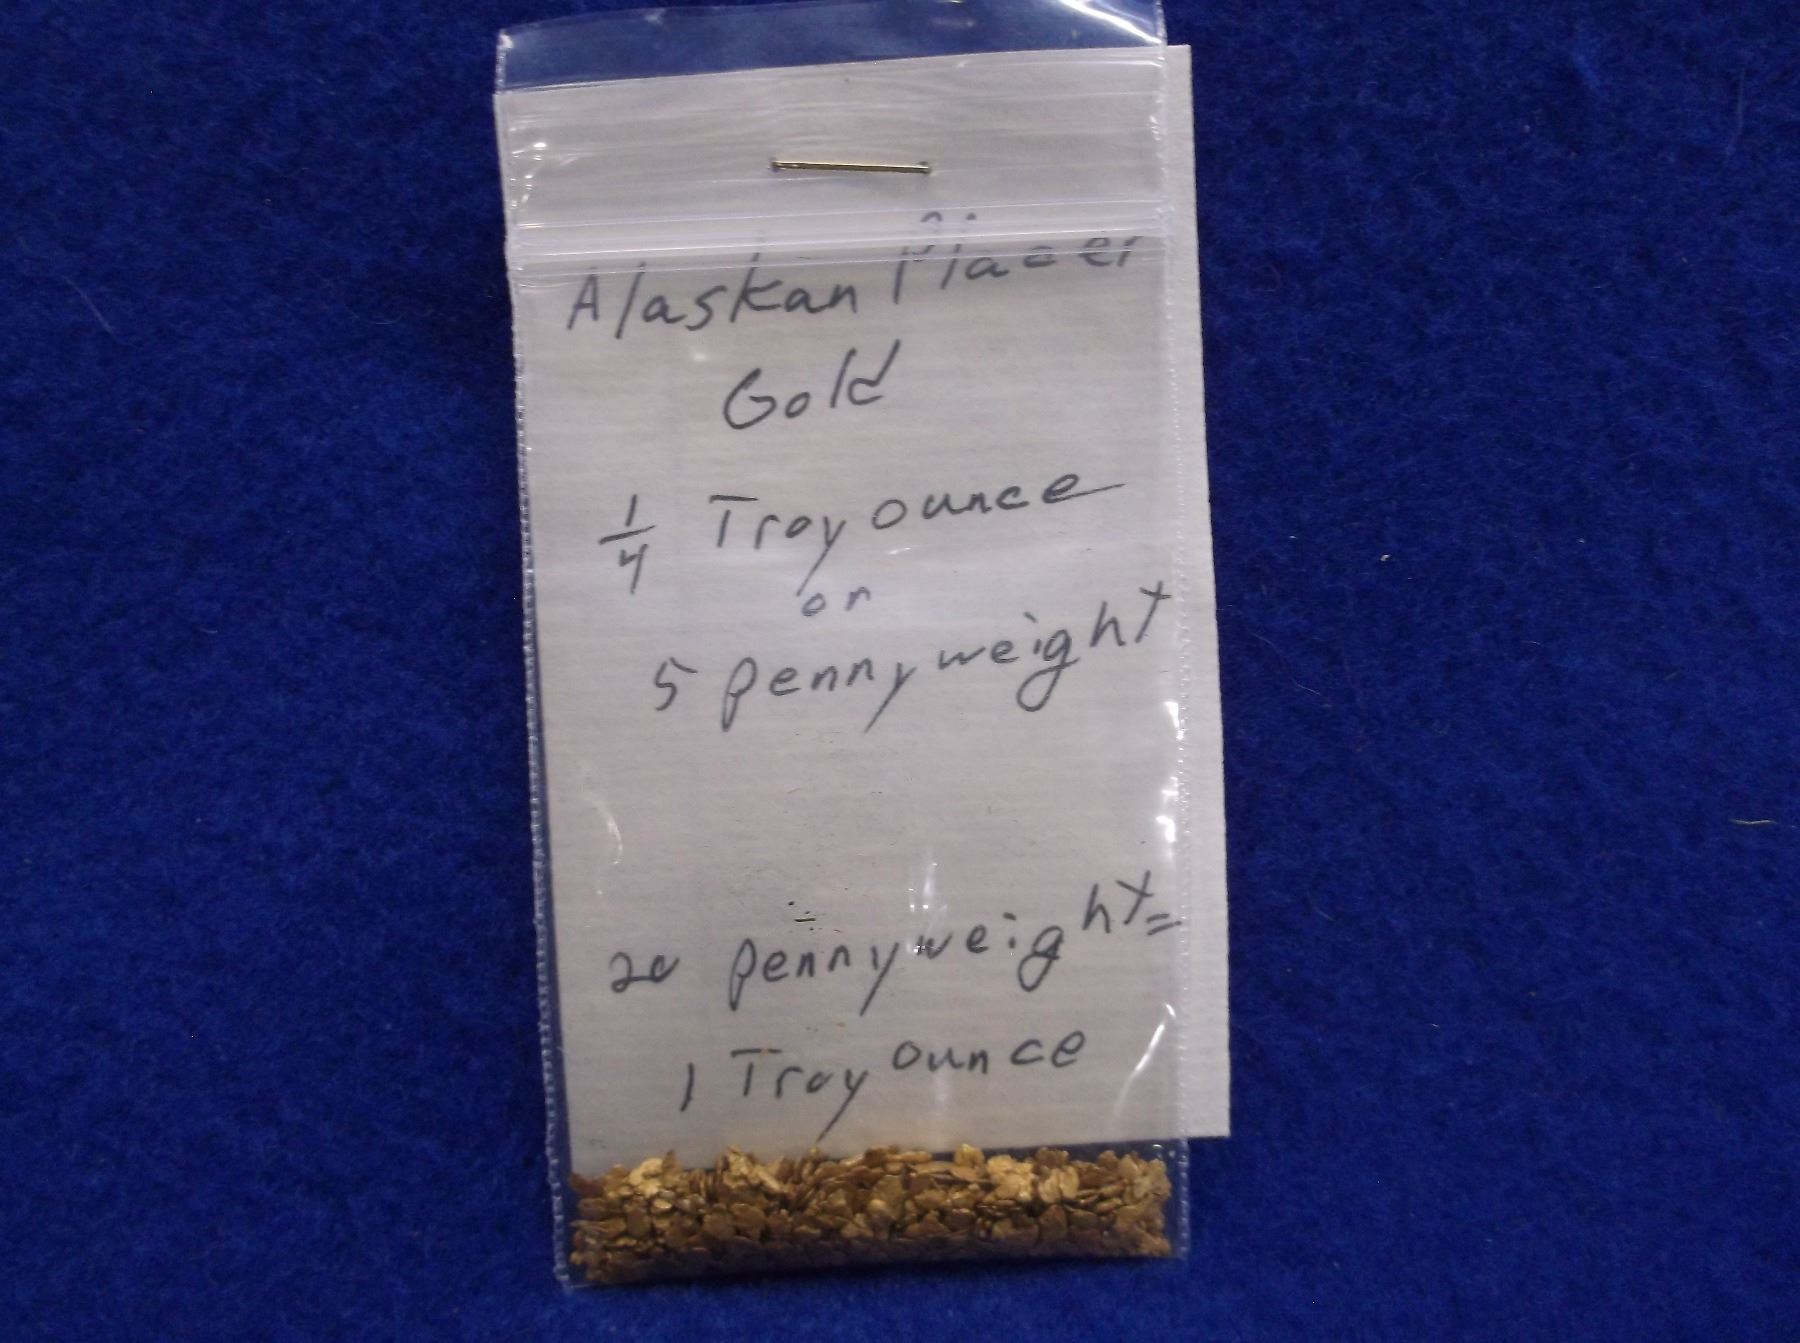 Alaskan Placer
Gold
1/4 Troy ounce
or
5 pennyweight
20 pennyweight =
1 Troy ounce